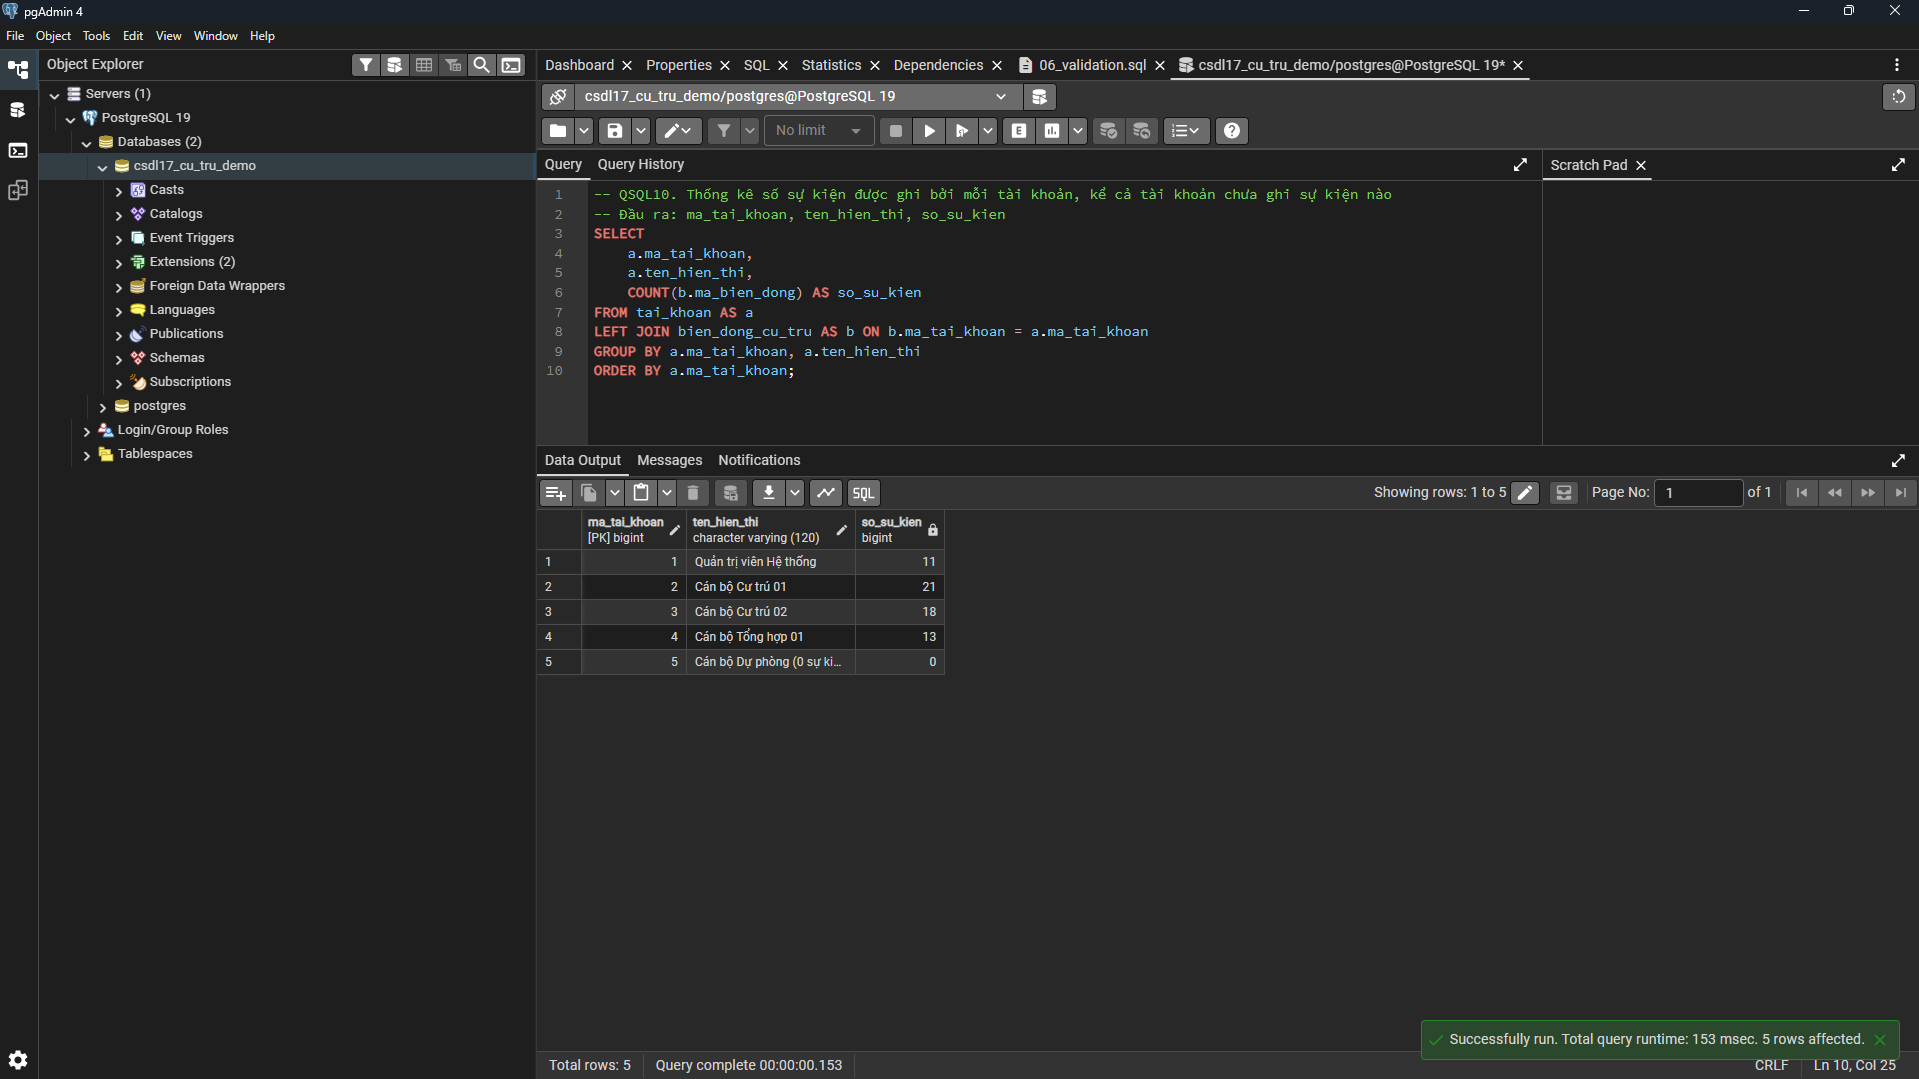 pgAdmin 4
File Object Tools Edit View Window Help
Object Explorer
Servers (1)
PostgreSQL 19
Databases (2)
csdl17_cu_tru_demo
Casts
Catalogs
Event Triggers
Extensions (2)
Foreign Data Wrappers
Languages
Publications
Schemas
Subscriptions
postgres
Login/Group Roles
Tablespaces
Dashboard Properties SQL Statistics Dependencies 06_validation.sql csdl17_cu_tru_demo/postgres@PostgreSQL 19*
csdl17_cu_tru_demo/postgres@PostgreSQL 19
No limit E
Query Query History
Scratch Pad
1 -- QSQL10. Thống kê số sự kiện được ghi bởi mỗi tài khoản, kể cả tài khoản chưa ghi sự kiện nào
2 -- Đầu ra: ma_tai_khoan, ten_hien_thi, so_su_kien
3 SELECT
4 a.ma_tai_khoan,
5 a.ten_hien_thi,
6 COUNT(b.ma_bien_dong) AS so_su_kien
7 FROM tai_khoan AS a
8 LEFT JOIN bien_dong_cu_tru AS b ON b.ma_tai_khoan = a.ma_tai_khoan
9 GROUP BY a.ma_tai_khoan, a.ten_hien_thi
10 ORDER BY a.ma_tai_khoan;
Data Output Messages Notifications
SQL Showing rows: 1 to 5 Page No: 1 of 1
ma_tai_khoan ten_hien_thi so_su_kien
[PK] bigint character varying (120) bigint
1 1 Quản trị viên Hệ thống 11
2 2 Cán bộ Cư trú 01 21
3 3 Cán bộ Cư trú 02 18
4 4 Cán bộ Tổng hợp 01 13
5 5 Cán bộ Dự phòng (0 sự ki... 0
Successfully run. Total query runtime: 153 msec. 5 rows affected.
Total rows: 5 Query complete 00:00:00.153 CRLF Ln 10, Col 25